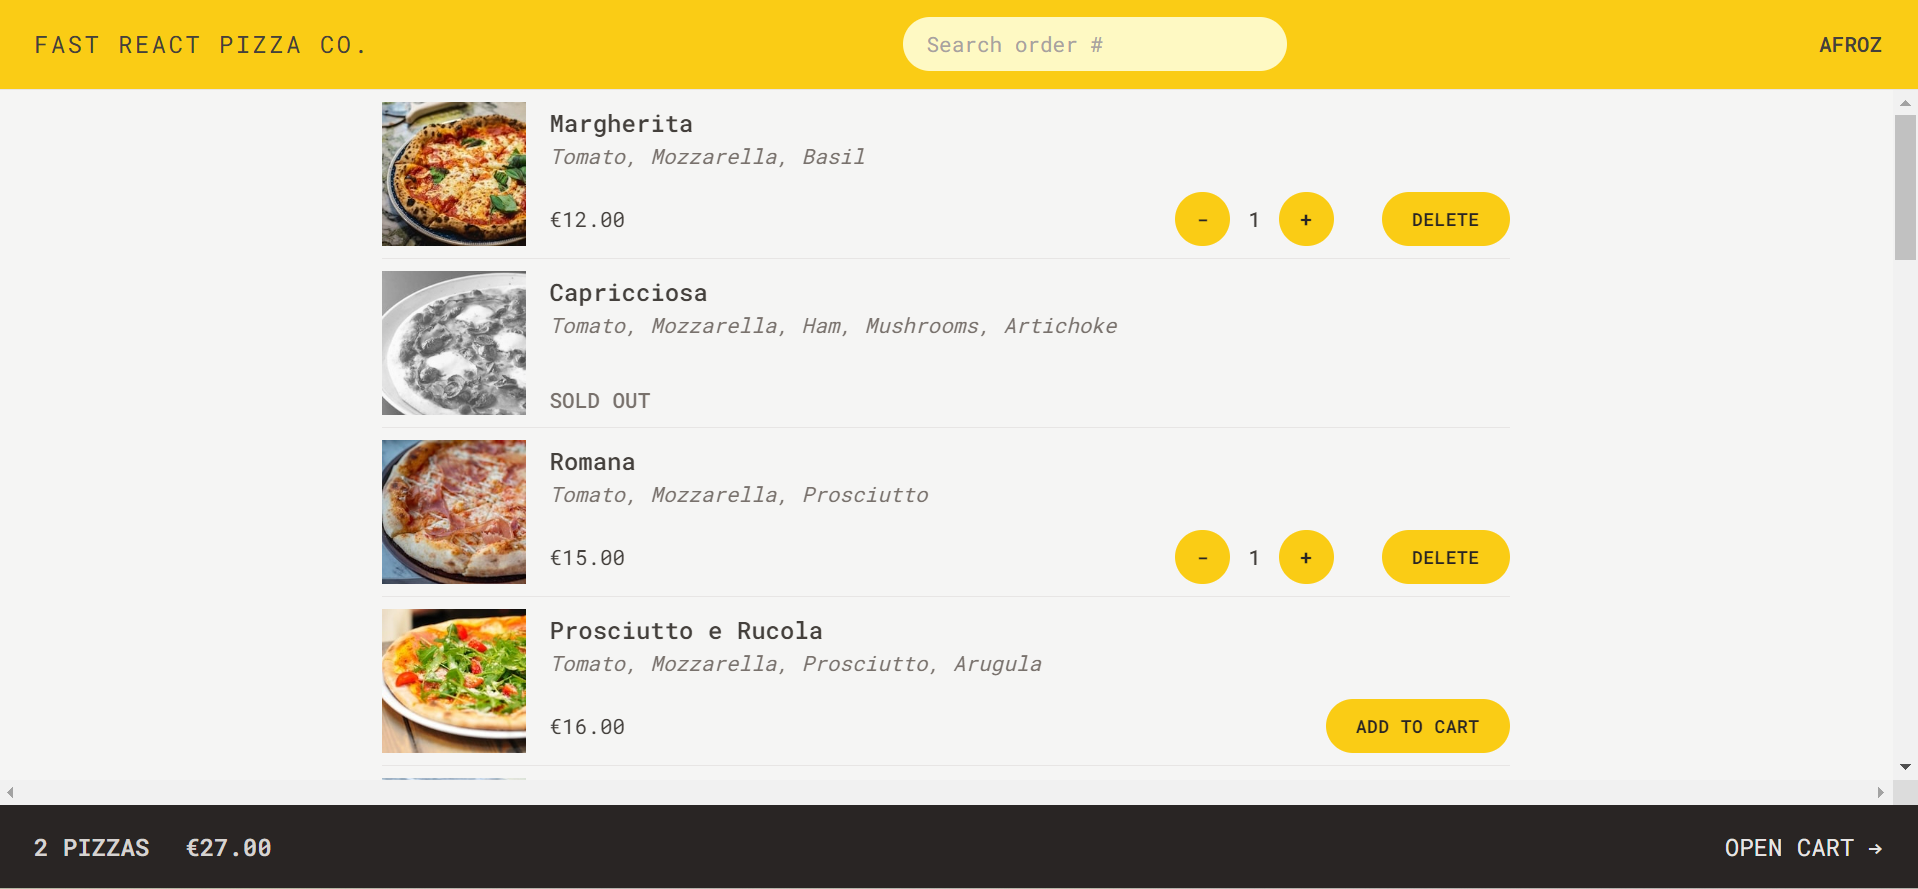 FAST REACT PIZZA CO.
Search order #
AFROZ
Margherita
Tomato, Mozzarella, Basil
€12.00
-
1
+
DELETE
Capricciosa
Tomato, Mozzarella, Ham, Mushrooms, Artichoke
SOLD OUT
Romana
Tomato, Mozzarella, Prosciutto
€15.00
-
1
+
DELETE
Prosciutto e Rucola
Tomato, Mozzarella, Prosciutto, Arugula
€16.00
ADD TO CART
2 PIZZAS
€27.00
OPEN CART →